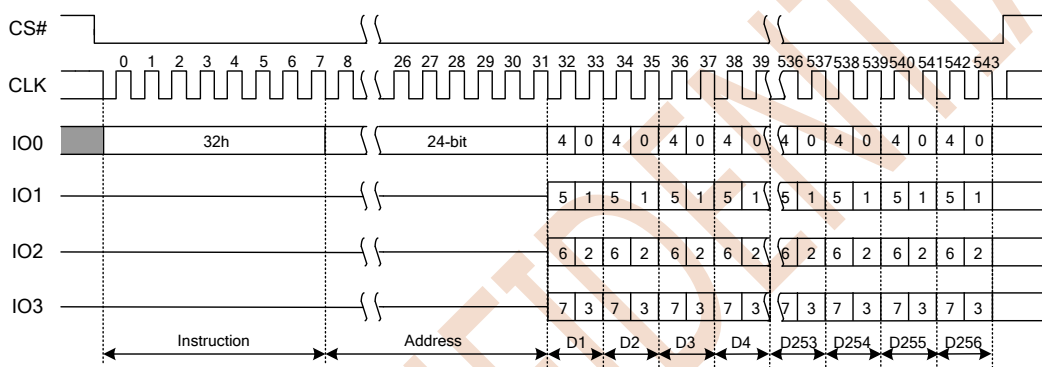 CS#
0 1 2 3 4 5 6 7 8 26 27 28 29 30 31 32 33 34 35 36 37 38 39 536 537 538 539 540 541 542 543
CLK
IO0 32h 24-bit 4 0 4 0 4 0 4 0 4 0 4 0 4 0 4 0
IO1 5 1 5 1 5 1 5 1 5 1 5 1 5 1 5 1
IO2 6 2 6 2 6 2 6 2 6 2 6 2 6 2 6 2
IO3 7 3 7 3 7 3 7 3 7 3 7 3 7 3 7 3
Instruction Address D1 D2 D3 D4 D253 D254 D255 D256